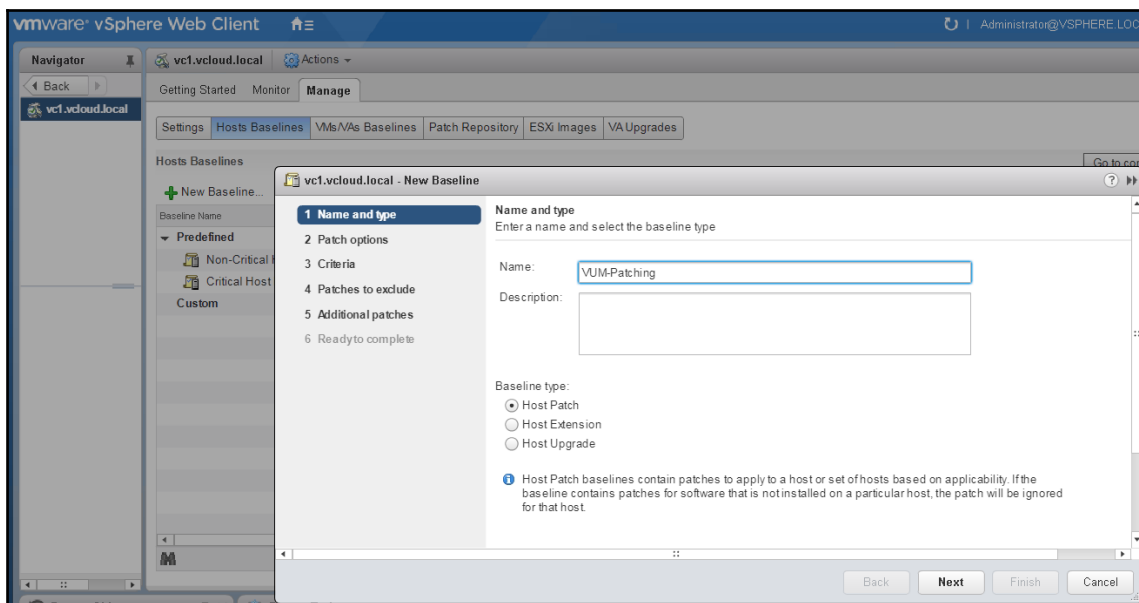 vmware® vSphere Web Client
Administrator@VSPHERE.LOC
Navigator
vc1.vcloud.local
Actions
Back
Getting Started Monitor Manage
vc1.vcloud.local
Settings Hosts Baselines VMs/VAs Baselines Patch Repository ESXi Images VA Upgrades
Hosts Baselines
Go to com
New Baseline...
Baseline Name
Predefined
Non-Critical
Critical Host
Custom
vc1.vcloud.local - New Baseline
1 Name and type
2 Patch options
3 Criteria
4 Patches to exclude
5 Additional patches
6 Ready to complete
Name and type
Enter a name and select the baseline type
Name:
VUM-Patching
Description:
Baseline type:
Host Patch
Host Extension
Host Upgrade
Host Patch baselines contain patches to apply to a host or set of hosts based on applicability. If the
baseline contains patches for software that is not installed on a particular host, the patch will be ignored
for that host.
Back Next Finish Cancel